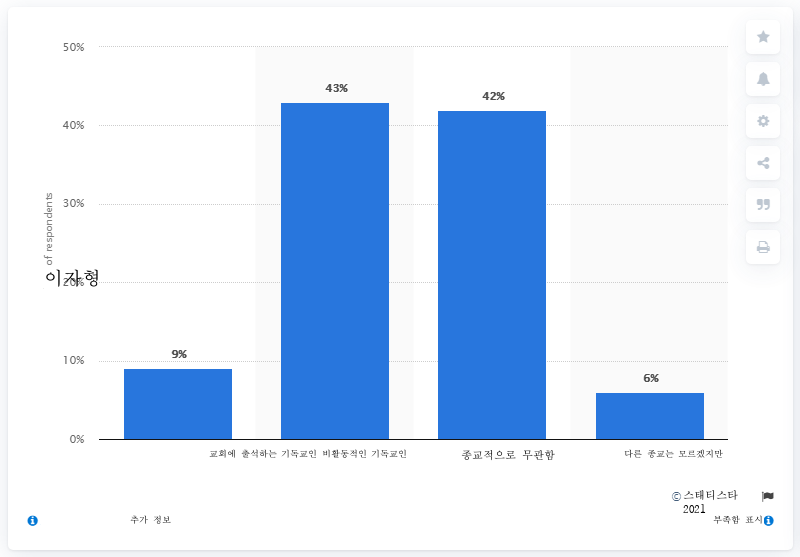 50%
43%
42%
40%
30%
of respondents
이자형
20%
9%
10%
6%
0%
교회에 출석하는 기독교인 비활동적인 기독교인
종교적으로 무관함
다른 종교는 모르겠지만
© 스태티스타
2021
추가 정보
부족함 표시